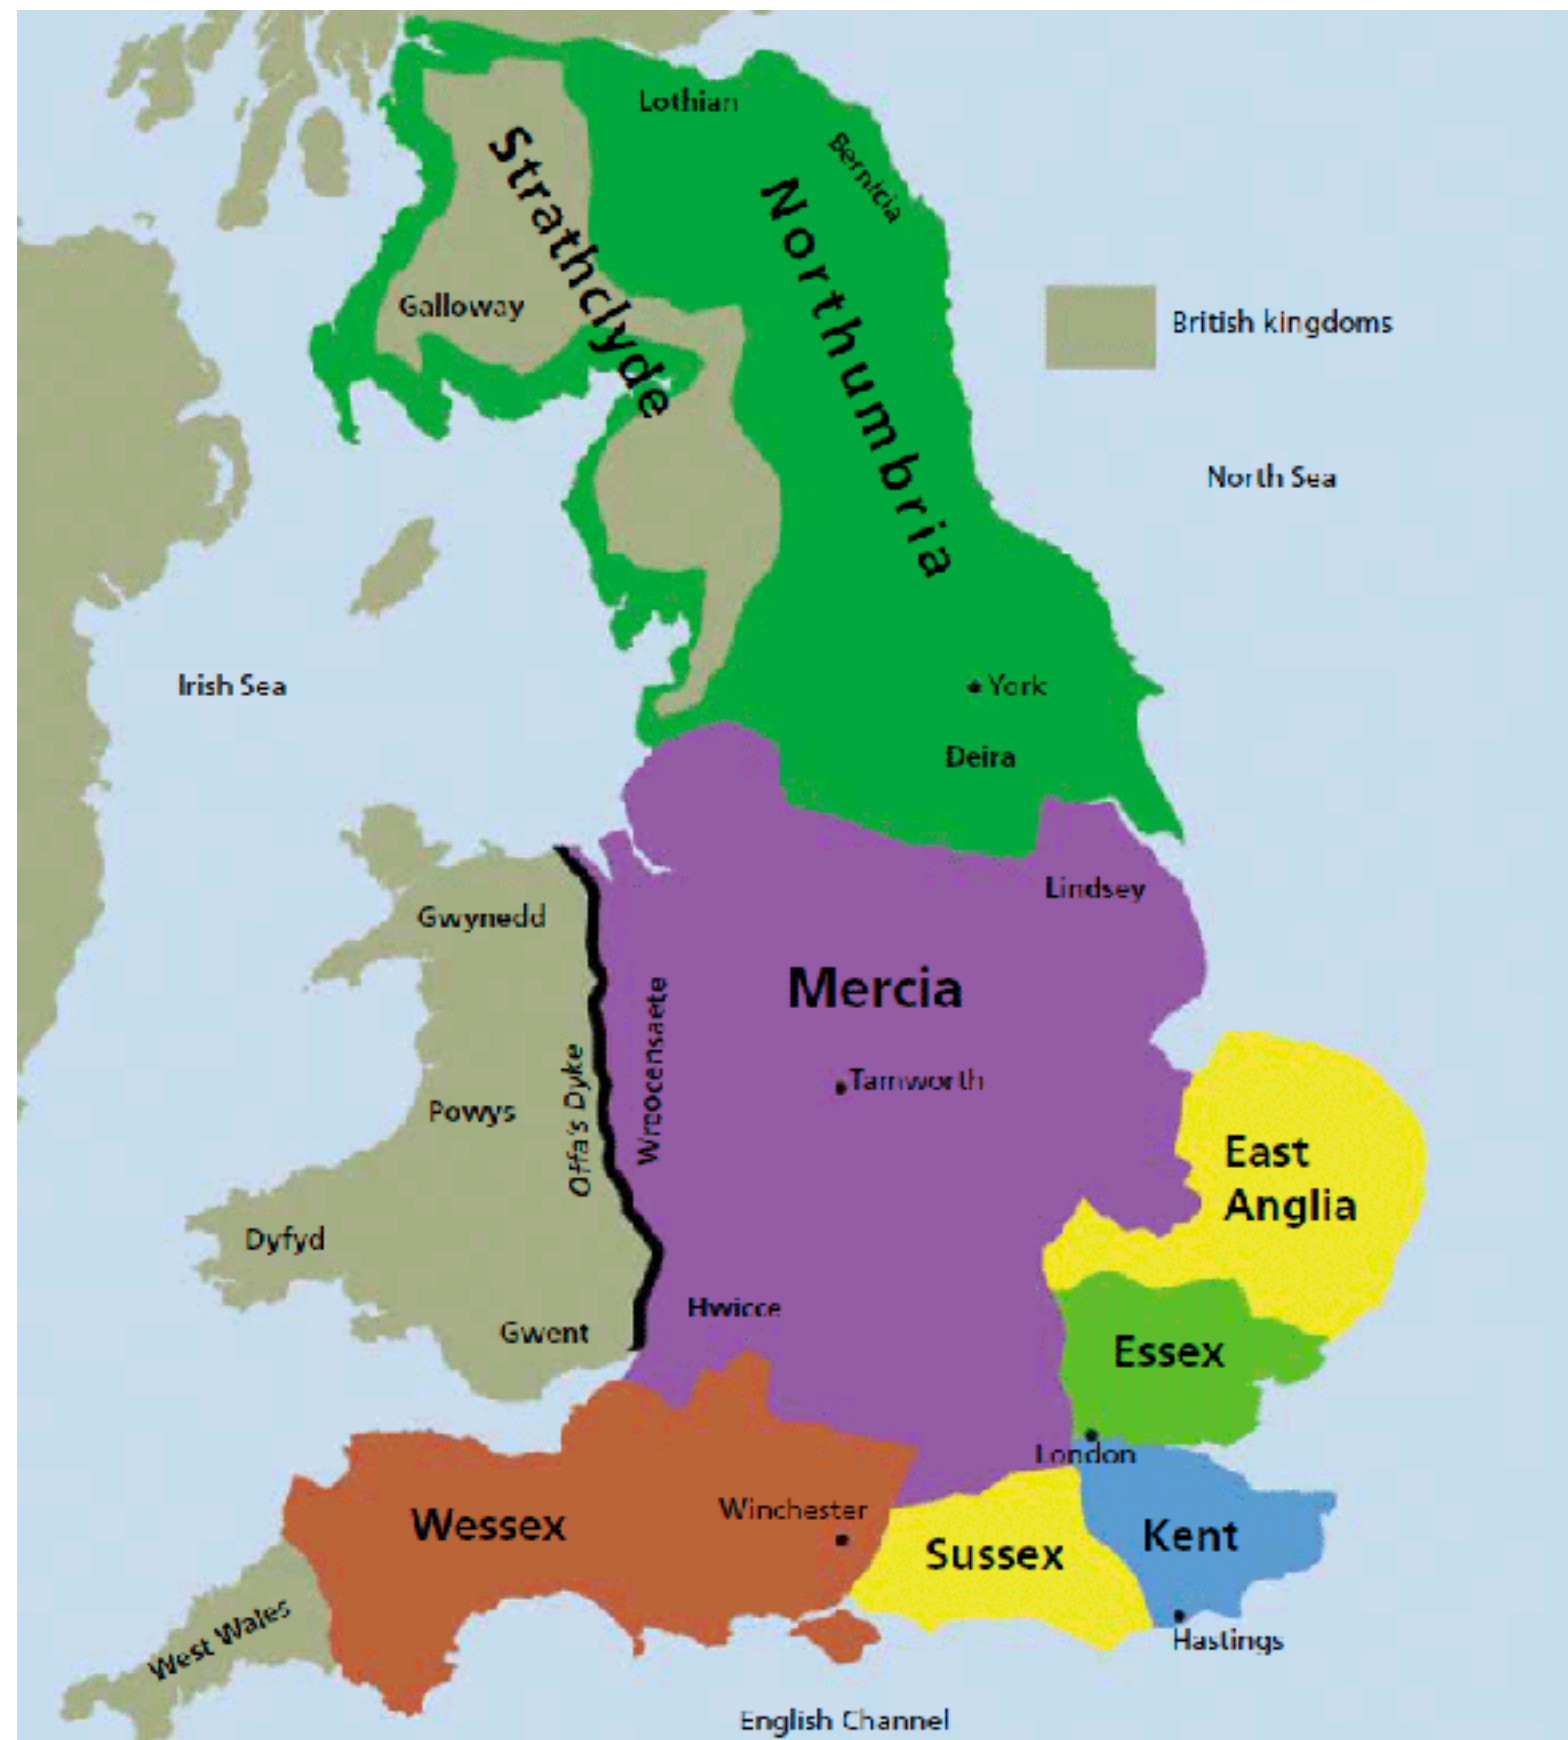 Lothian
Bernicia
Strathclyde
Northumbria
Galloway
British kingdoms
North Sea
Irish Sea
York
Deira
Lindsey
Gwynedd
Mercia
Wrcocensaete
Offa's Dyke
Tamworth
Powys
East
Anglia
Dyfyd
Hwicce
Gwent
Essex
London
Wessex
Winchester
Sussex
Kent
West Wales
Hastings
English Channel